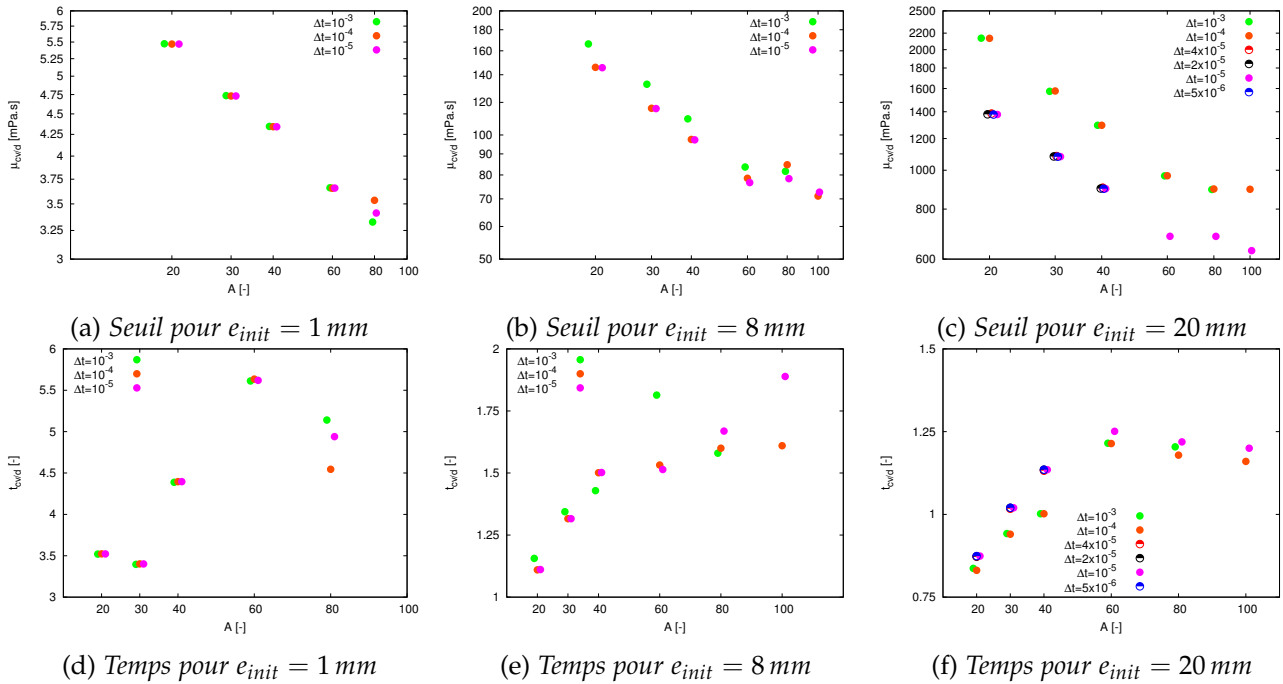 6
5.5
5.25
5
4.75
4.5
4.25
4
3.75
3.5
3.25
3
μcv/d [mPa.s]
20 30 40 60 80 100
A [-]
Δt=10-3
Δt=10-4
Δt=10-5
(a) Seuil pour einit = 1 mm
200
180
160
140
120
100
90
80
70
60
50
μcv/d [mPa.s]
20 30 40 60 80 100
A [-]
Δt=10-3
Δt=10-4
Δt=10-5
(b) Seuil pour einit = 8 mm
2500
2200
2000
1800
1600
1400
1200
1000
800
600
μcv/d [mPa.s]
20 30 40 60 80 100
A [-]
Δt=10-3
Δt=10-4
Δt=4x10-5
Δt=2x10-5
Δt=10-5
Δt=5x10-6
(c) Seuil pour einit = 20 mm
6
5.5
5
4.5
4
3.5
3
tcv/d [-]
20 30 40 60 80 100
A [-]
Δt=10-3
Δt=10-4
Δt=10-5
(d) Temps pour einit = 1 mm
2
1.75
1.5
1.25
1
tcv/d [-]
20 30 40 60 80 100
A [-]
Δt=10-3
Δt=10-4
Δt=10-5
(e) Temps pour einit = 8 mm
1.5
1.25
1
0.75
tcv/d [-]
20 30 40 60 80 100
A [-]
Δt=10-3
Δt=10-4
Δt=4x10-5
Δt=2x10-5
Δt=10-5
Δt=5x10-6
(f) Temps pour einit = 20 mm